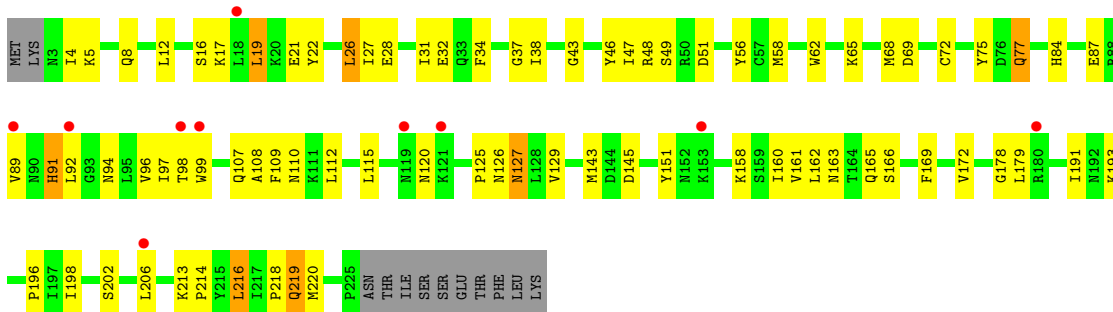 MET LYS N3 I4 K5 Q8 L12 S16 K17 L18 L19 K20 E21 Y22 L26 I27 E28 I31 E32 Q33 F34 G37 I38 G43 Y46 I47 R48 S49 R50 D51 Y56 C57 M58 W62 K65 M68 D69 C72 Y75 D76 Q77 H84 E87 R88
V89 N90 H91 L92 G93 N94 L95 V96 I97 T98 W99 Q107 A108 F109 N110 K111 L112 L115 N119 N120 K121 P125 N126 N127 L128 V129 M143 D144 D145 Y151 N152 K153 K158 S159 I160 V161 L162 N163 T164 Q165 S166 F169 V172 G178 L179 R180 I191 N192
P196 I197 I198 S202 L206 K213 P214 Y215 L216 I217 P218 Q219 M220 P225 ASN THR ILE SER SER GLU THR PHE LEU LYS